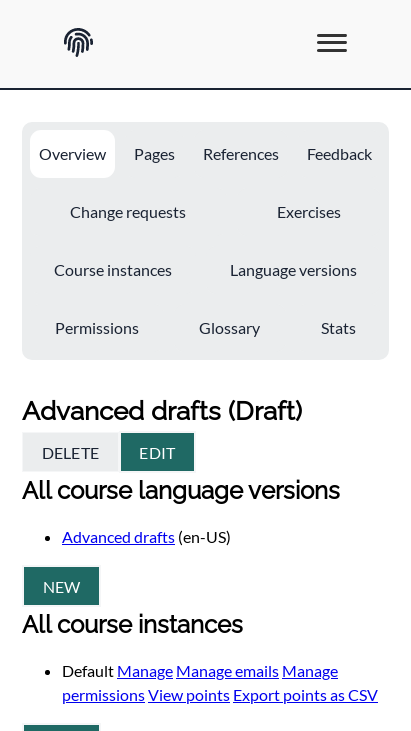 Overview Pages References Feedback
Change requests Exercises
Course instances Language versions
Permissions Glossary Stats
Advanced drafts (Draft)
DELETE EDIT
All course language versions
Advanced drafts (en-US)
NEW
All course instances
Default Manage Manage emails Manage
permissions View points Export points as CSV